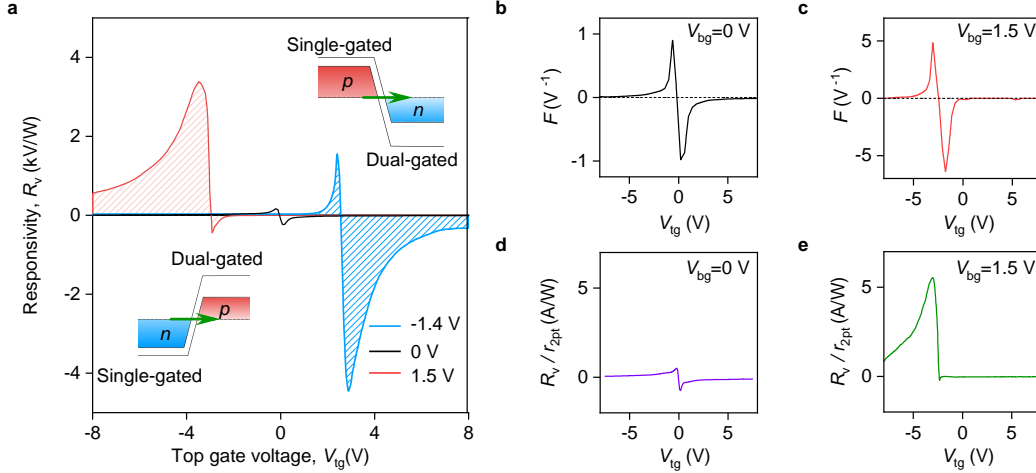 a
Responsivity, R_v (kV/W)
4
2
0
-2
-4
-8
-4
0
4
8
Top gate voltage, V_tg(V)
Single-gated
p
n
Dual-gated
Dual-gated
n
p
Single-gated
-1.4 V
0 V
1.5 V
b
V_bg=0 V
F (V⁻¹)
1
0
-1
-5
0
5
V_tg (V)
c
V_bg=1.5 V
F (V⁻¹)
5
0
-5
-5
0
5
V_tg (V)
d
V_bg=0 V
R_v / r_2pt (A/W)
5
0
-5
0
5
V_tg (V)
e
V_bg=1.5 V
R_v / r_2pt (A/W)
5
0
-5
0
5
V_tg (V)